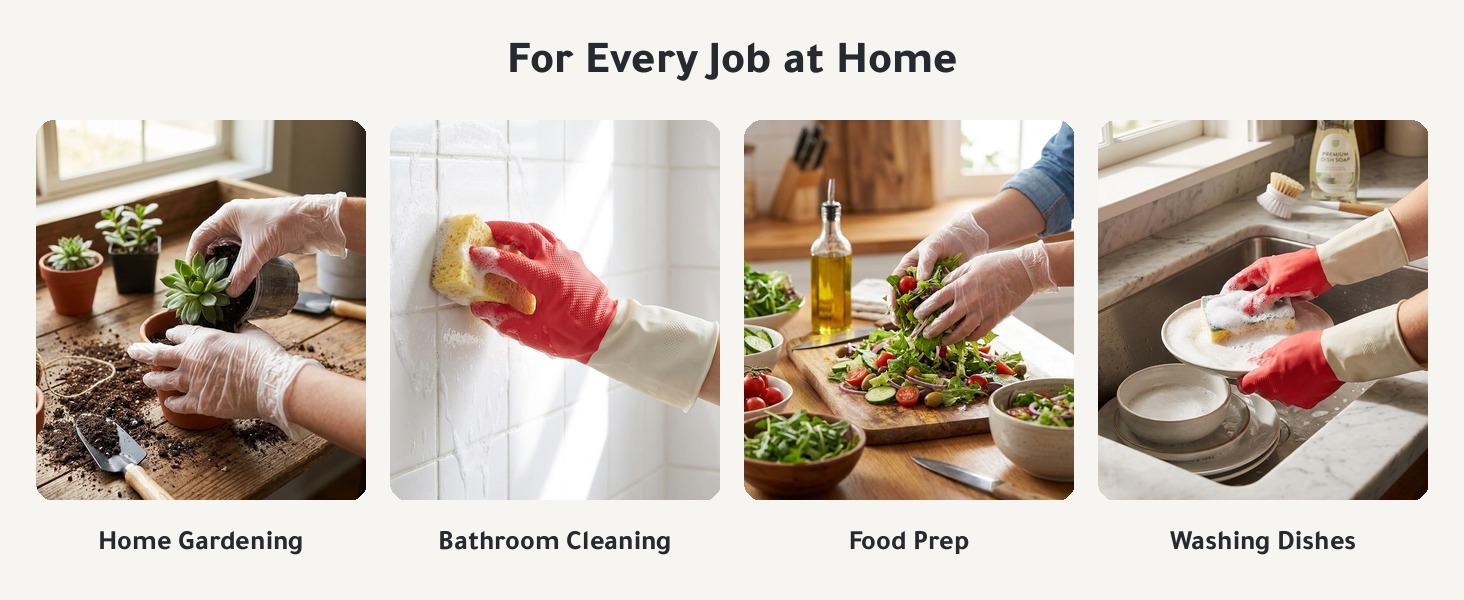 For Every Job at Home
PREMIUM
DISH SOAP
Home Gardening
Bathroom Cleaning
Food Prep
Washing Dishes